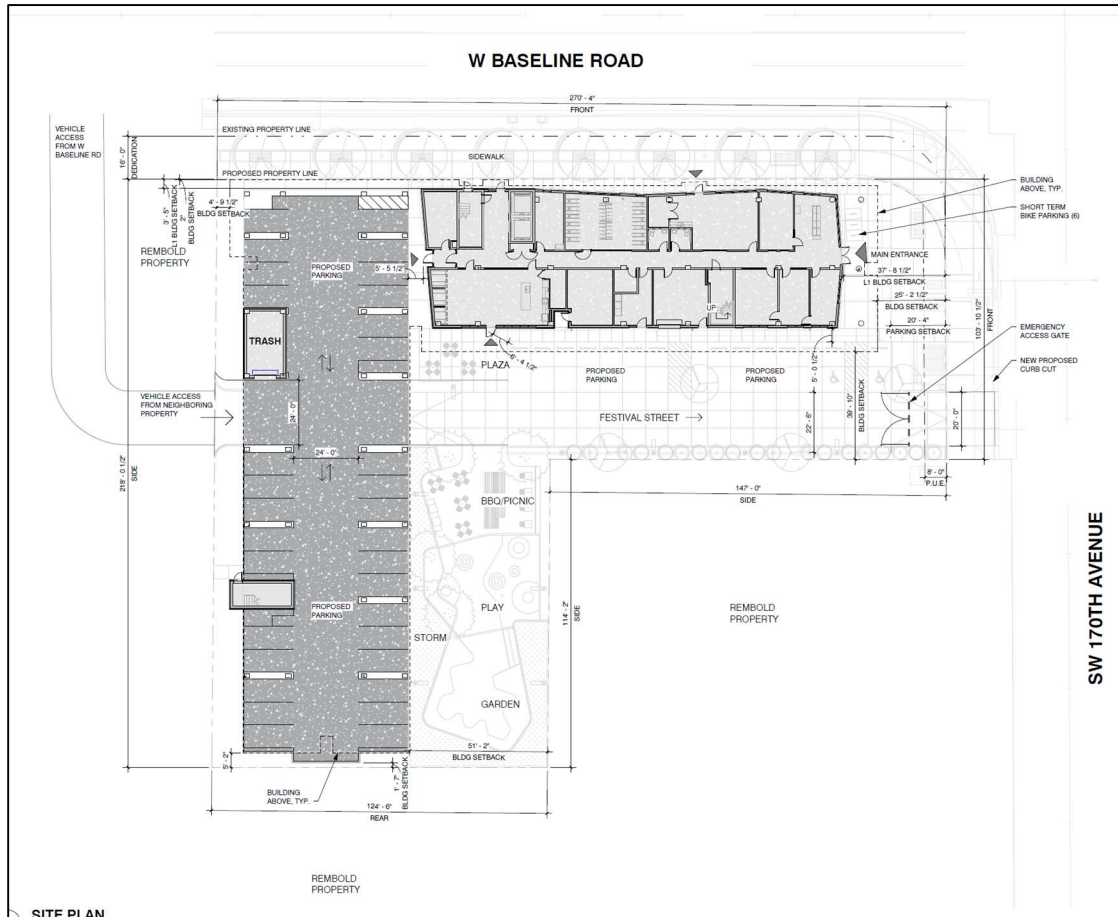 W BASELINE ROAD
270' - 4"
FRONT
VEHICLE
ACCESS
FROM W
BASELINE RD
16' - 0"
DEDICATION
EXISTING PROPERTY LINE
SIDEWALK
PROPOSED PROPERTY LINE
3' - 5"
L1 BLDG SETBACK
2"
BLDG SETBACK
4' - 9 1/2"
BLDG SETBACK
REMBOLD
PROPERTY
PROPOSED
PARKING
5' - 5 1/2"
BUILDING
ABOVE, TYP.
SHORT TERM
BIKE PARKING (6)
MAIN ENTRANCE
37' - 8 1/2"
L1 BLDG SETBACK
25' - 2 1/2"
BLDG SETBACK
20' - 4"
PARKING SETBACK
103' - 10 1/2"
FRONT
UP
TRASH
6' - 4 1/2"
PLAZA
PROPOSED
PARKING
PROPOSED
PARKING
5' - 0 1/2"
39' - 10"
BLDG SETBACK
EMERGENCY
ACCESS GATE
NEW PROPOSED
CURB CUT
VEHICLE ACCESS
FROM NEIGHBORING
PROPERTY
24' - 0"
FESTIVAL STREET
22' - 6"
20' - 0"
24' - 0"
218' - 0 1/2"
SIDE
8' - 0"
P.U.E.
147' - 0"
SIDE
BBQ/PICNIC
SW 170TH AVENUE
PROPOSED
PARKING
PLAY
114' - 2"
SIDE
REMBOLD
PROPERTY
STORM
GARDEN
51' - 2"
BLDG SETBACK
5' - 2"
1' - 7"
BLDG SETBACK
BUILDING
ABOVE, TYP.
124' - 6"
REAR
REMBOLD
PROPERTY
SITE PLAN